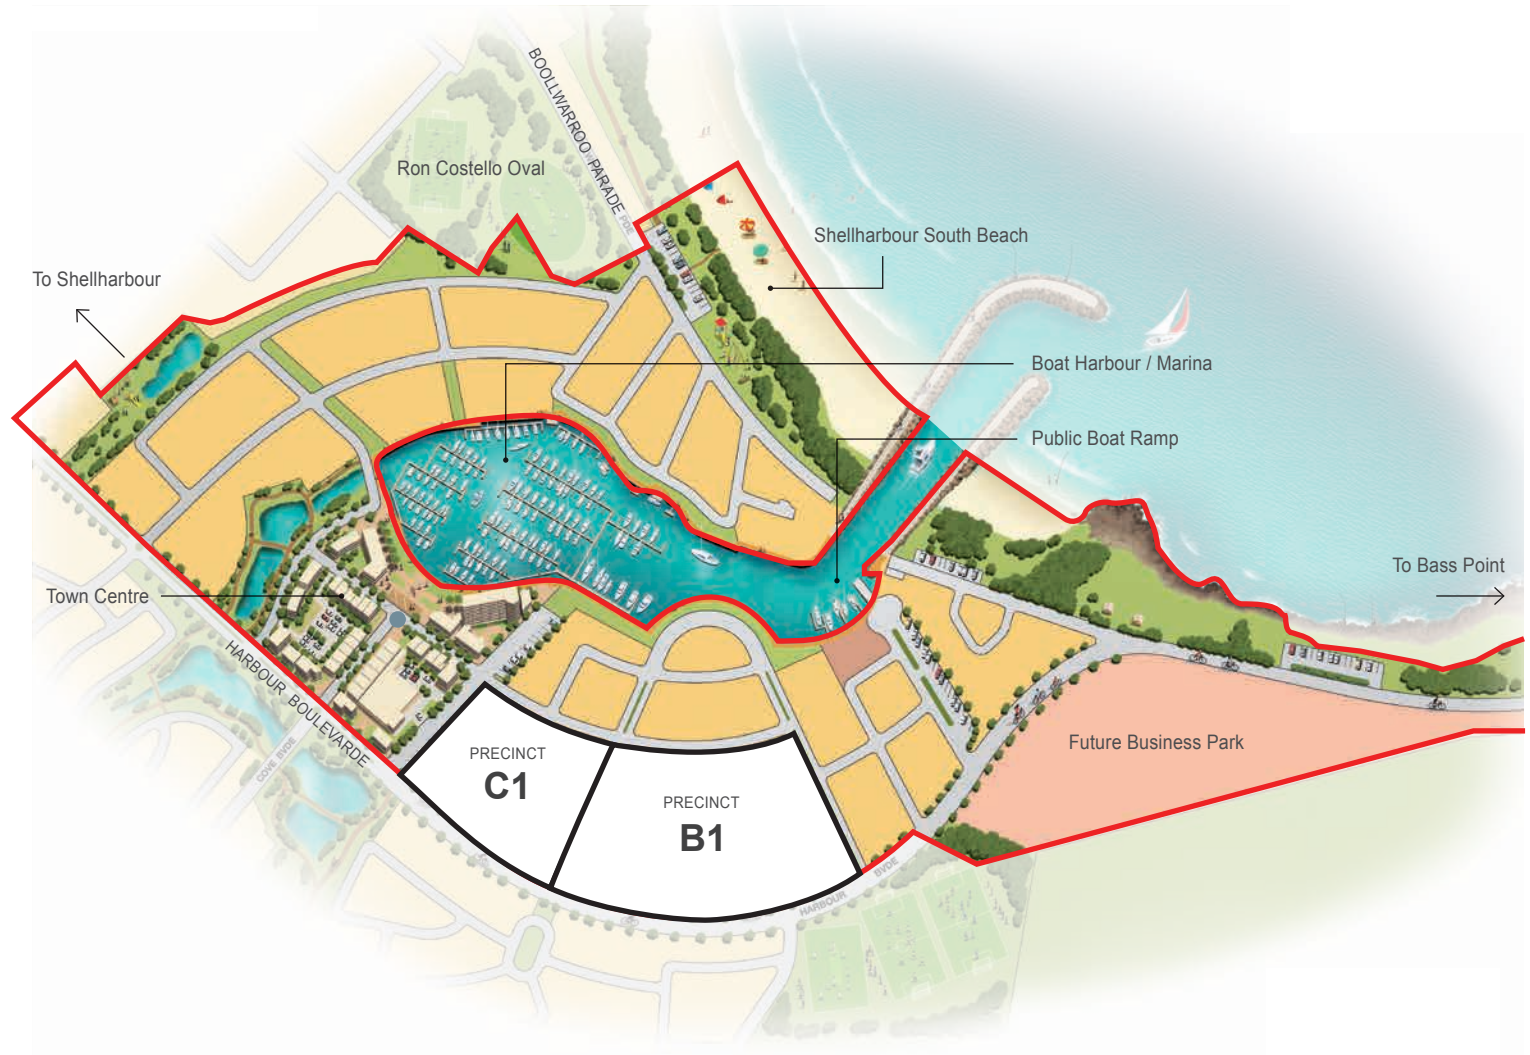 BOOLLWARROO PARADE
PDE
Ron Costello Oval
Shellharbour South Beach
To Shellharbour
Boat Harbour / Marina
Public Boat Ramp
To Bass Point
Town Centre
HARBOUR BOULEVARDE
COVE BVDE
PRECINCT
C1
PRECINCT
B1
Future Business Park
HARBOUR BVDE